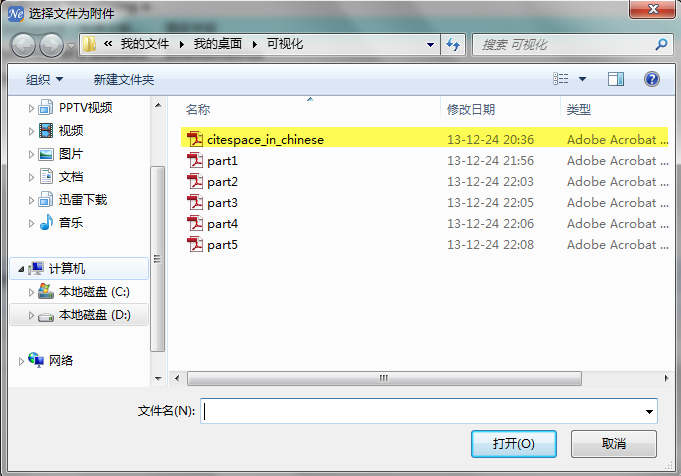 Ne 选择文件为附件
« 我的文件 我的桌面 可视化
搜索 可视化
组织 新建文件夹
PPTV视频
视频
图片
文档
迅雷下载
音乐
计算机
本地磁盘 (C:)
本地磁盘 (D:)
网络
名称 修改日期 类型
citespace_in_chinese 13-12-24 20:36 Adobe Acrobat ...
part1 13-12-24 21:56 Adobe Acrobat ...
part2 13-12-24 22:03 Adobe Acrobat ...
part3 13-12-24 22:05 Adobe Acrobat ...
part4 13-12-24 22:06 Adobe Acrobat ...
part5 13-12-24 22:08 Adobe Acrobat ...
文件名(N):
打开(O) 取消